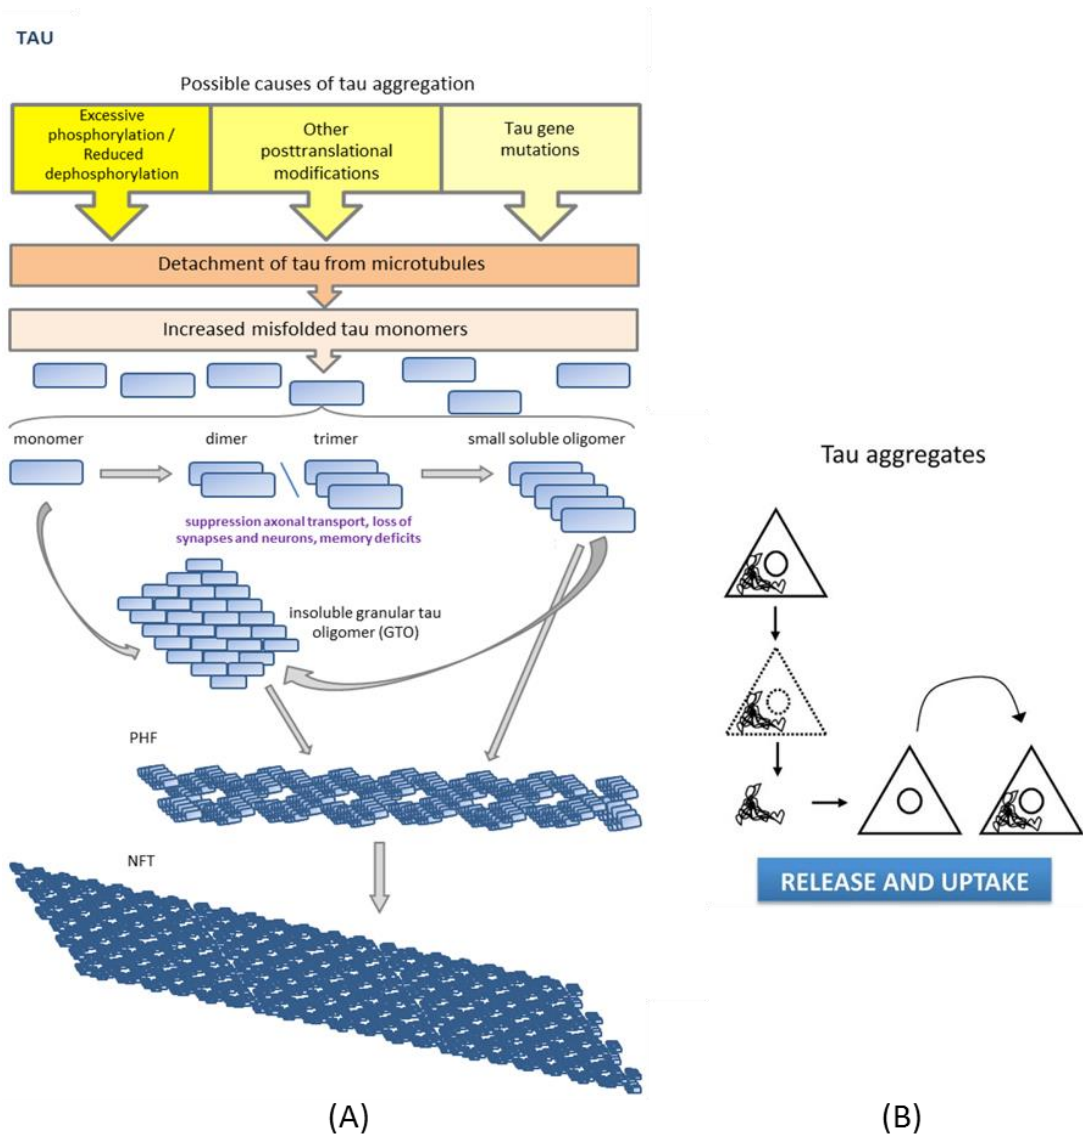 TAU
Possible causes of tau aggregation
Excessive
phosphorylation /
Reduced
dephosphorylation
Other
posttranslational
modifications
Tau gene
mutations
Detachment of tau from microtubules
Increased misfolded tau monomers
monomer
dimer
trimer
small soluble oligomer
suppression axonal transport, loss of
synapses and neurons, memory deficits
insoluble granular tau
oligomer (GTO)
PHF
NFT
(A)
Tau aggregates
RELEASE AND UPTAKE
(B)